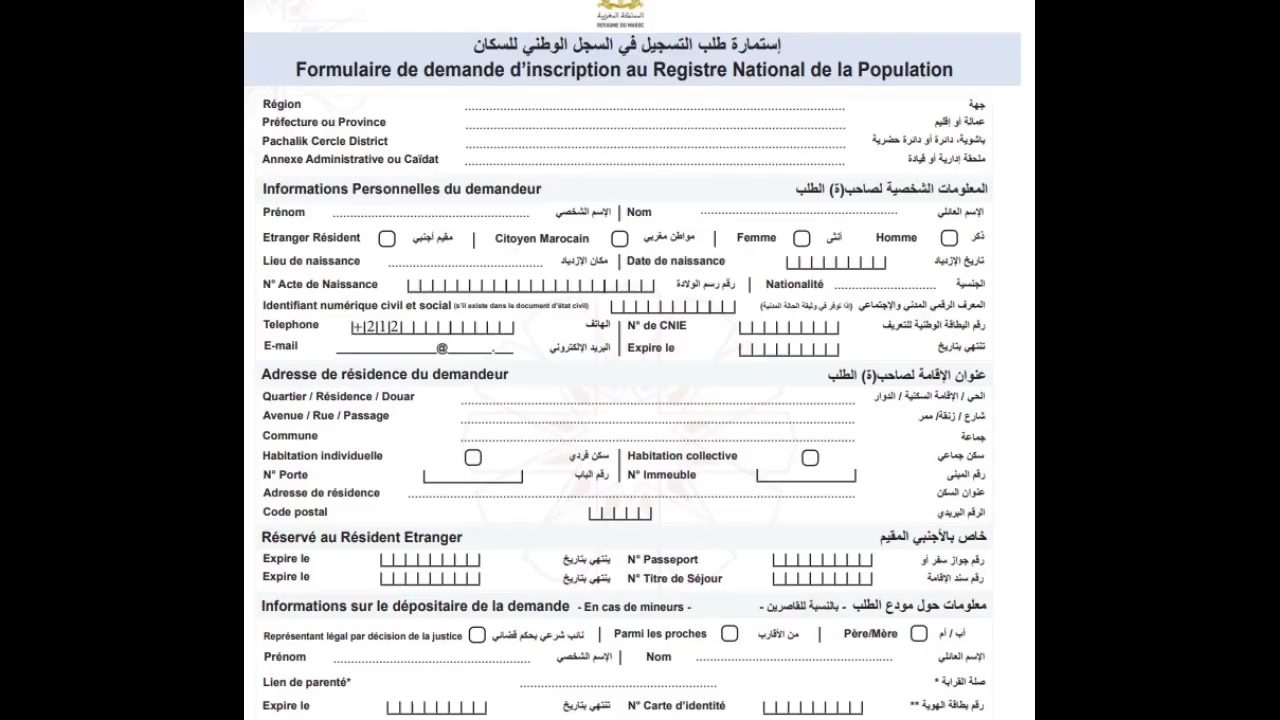 المملكة المغربية
ROYAUME DU MAROC
إستمارة طلب التسجيل في السجل الوطني للسكان
Formulaire de demande d'inscription au Registre National de la Population
Région جهة
Préfecture ou Province عمالة أو إقليم
Pachalik Cercle District باشوية، دائرة أو دائرة حضرية
Annexe Administrative ou Caïdat ملحقة إدارية أو قيادة
Informations Personnelles du demandeur المعلومات الشخصية لصاحب(ة) الطلب
Prénom الإسم الشخصي | Nom الإسم العائلي
Etranger Résident مقيم أجنبي | Citoyen Marocain مواطن مغربي | Femme أنثى Homme ذكر
Lieu de naissance مكان الإزدياد | Date de naissance تاريخ الإزدياد
N° Acte de Naissance رقم رسم الولادة | Nationalité الجنسية
Identifiant numérique civil et social (s'il existe dans le document d'état civil) المعرف الرقمي المدني والإجتماعي (إذا توفر في وثيقة الحالة المدنية)
Telephone |+|2|1|2| الهاتف | N° de CNIE رقم البطاقة الوطنية للتعريف
E-mail @ . البريد الإلكتروني | Expire le تنتهي بتاريخ
Adresse de résidence du demandeur عنوان الإقامة لصاحب(ة) الطلب
Quartier / Résidence / Douar الحي / الإقامة السكنية / الدوار
Avenue / Rue / Passage شارع / زنقة/ ممر
Commune جماعة
Habitation individuelle سكن فردي | Habitation collective سكن جماعي
N° Porte رقم الباب | N° Immeuble رقم المبنى
Adresse de résidence عنوان السكن
Code postal الرقم البريدي
Réservé au Résident Etranger خاص بالأجنبي المقيم
Expire le ينتهي بتاريخ N° Passeport رقم جواز سفر أو
Expire le ينتهي بتاريخ N° Titre de Séjour رقم سند الإقامة
Informations sur le dépositaire de la demande - En cas de mineurs - معلومات حول مودع الطلب - بالنسبة للقاصرين -
Représentant légal par décision de la justice نائب شرعي بحكم قضائي | Parmi les proches من الأقارب | Père/Mère أب / أم
Prénom الإسم الشخصي | Nom الإسم العائلي
Lien de parenté* صلة القرابة *
Expire le تنتهي بتاريخ N° Carte d'identité رقم بطاقة الهوية **